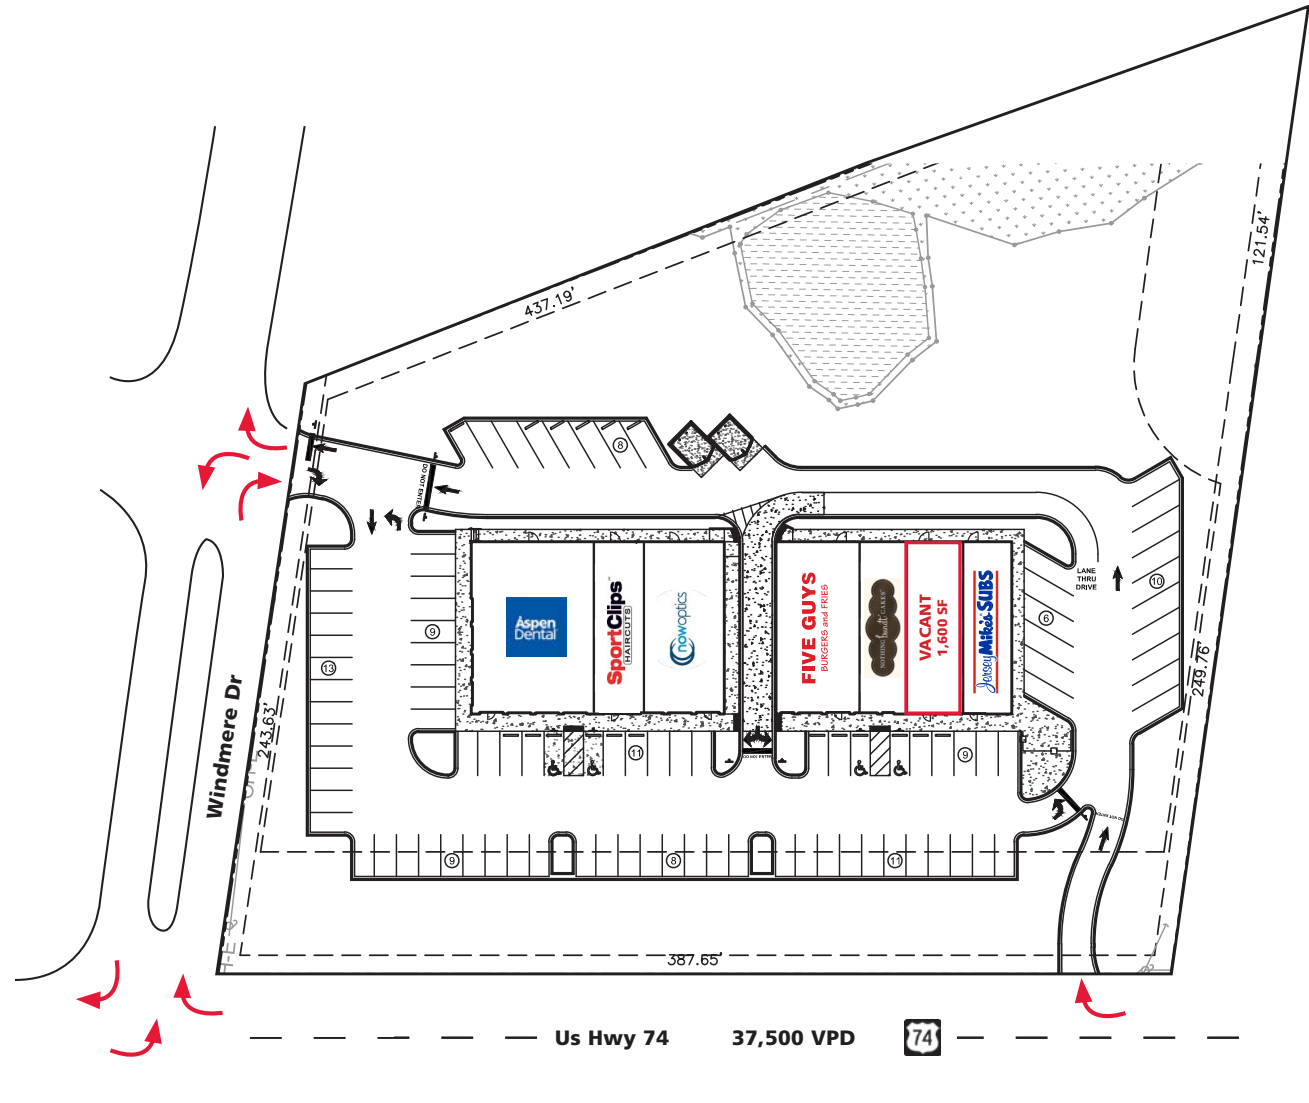 121.54'
437.19'
8
DO NOT ENTER
LANE
THRU
DRIVE
10
6
249.76'
Aspen
Dental
SportClips
HAIRCUTS
nowoptics
FIVE GUYS
BURGERS and FRIES
NOTHING bundt CAKES
VACANT
1,600 SF
Jersey Mike's SUBS
9
13
Windmere Dr
243.63'
11
DO NOT ENTER
9
DO NOT ENTER
9
8
11
387.65'
Us Hwy 74
37,500 VPD
74